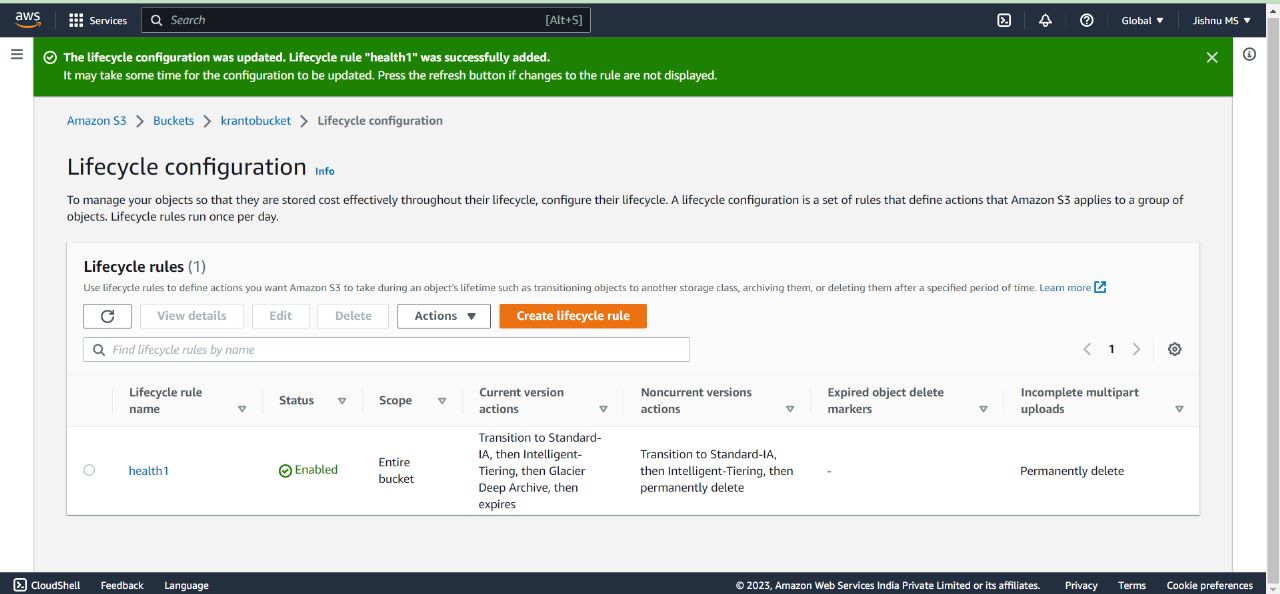 aws
Services
Search
[Alt+S]
Global
Jishnu MS
The lifecycle configuration was updated. Lifecycle rule "health1" was successfully added.
It may take some time for the configuration to be updated. Press the refresh button if changes to the rule are not displayed.
Amazon S3
Buckets
krantobucket
Lifecycle configuration
Lifecycle configuration
Info
To manage your objects so that they are stored cost effectively throughout their lifecycle, configure their lifecycle. A lifecycle configuration is a set of rules that define actions that Amazon S3 applies to a group of
objects. Lifecycle rules run once per day.
Lifecycle rules (1)
Use lifecycle rules to define actions you want Amazon S3 to take during an object's lifetime such as transitioning objects to another storage class, archiving them, or deleting them after a specified period of time. Learn more
View details
Edit
Delete
Actions
Create lifecycle rule
Find lifecycle rules by name
1
Lifecycle rule
name
Status
Scope
Current version
actions
Noncurrent versions
actions
Expired object delete
markers
Incomplete multipart
uploads
health1
Enabled
Entire
bucket
Transition to Standard-
IA, then Intelligent-
Tiering, then Glacier
Deep Archive, then
expires
Transition to Standard-IA,
then Intelligent-Tiering, then
permanently delete
-
Permanently delete
CloudShell
Feedback
Language
© 2023, Amazon Web Services India Private Limited or its affiliates.
Privacy
Terms
Cookie preferences